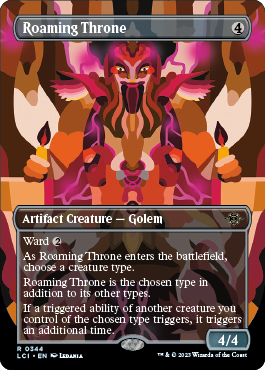 Roaming Throne 4
Artifact Creature — Golem
Ward 2
As Roaming Throne enters the battlefield,
choose a creature type.
Roaming Throne is the chosen type in
addition to its other types.
If a triggered ability of another creature you
control of the chosen type triggers, it triggers
an additional time.
4/4
R 0344
LCI • EN LEDANIA
™ & © 2023 Wizards of the Coast